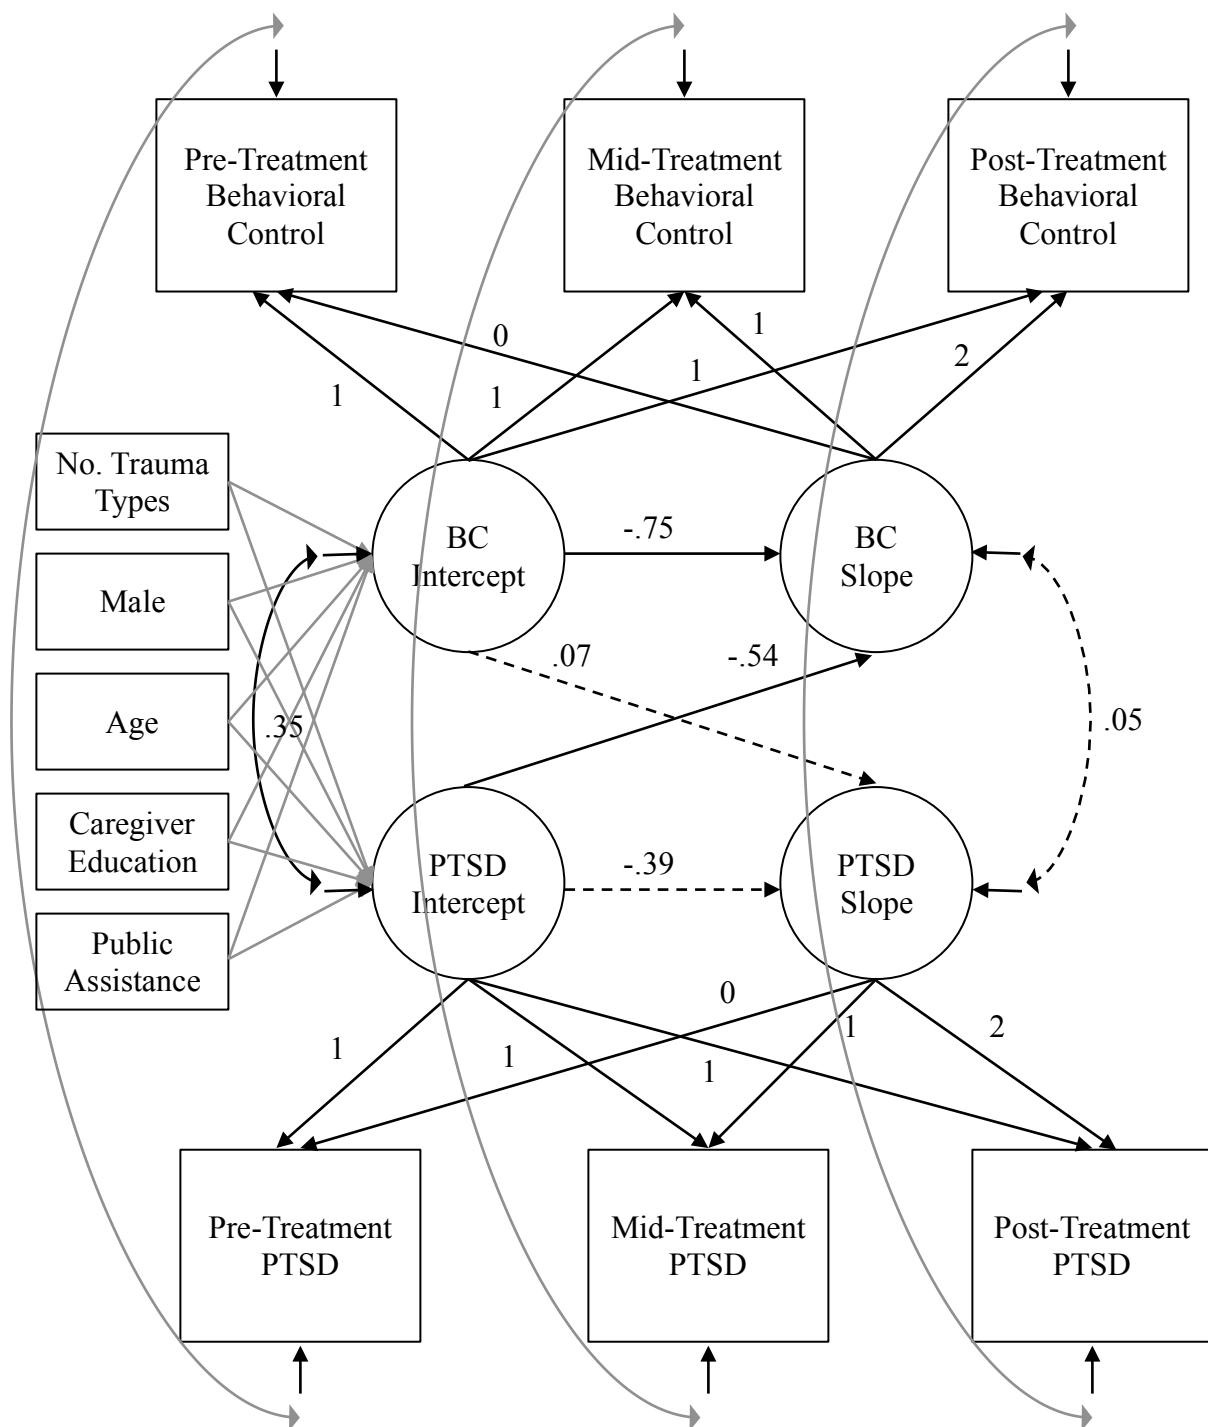 Pre-Treatment
Behavioral
Control
Mid-Treatment
Behavioral
Control
Post-Treatment
Behavioral
Control
0
1
1
1
1
2
No. Trauma
Types
Male
Age
Caregiver
Education
Public
Assistance
BC
Intercept
-.75
BC
Slope
.07
-.54
.35
.05
PTSD
Intercept
-.39
PTSD
Slope
0
1
1
1
1
2
Pre-Treatment
PTSD
Mid-Treatment
PTSD
Post-Treatment
PTSD